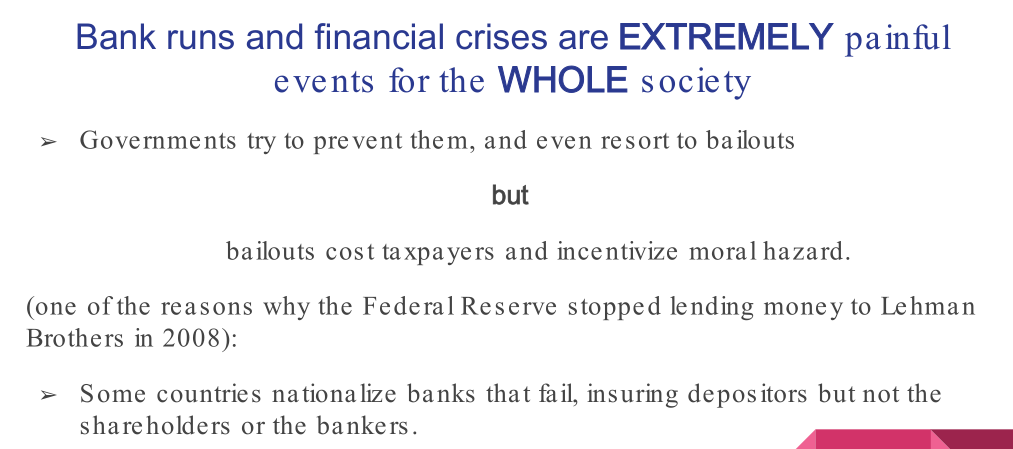 Bank runs and financial crises are EXTREMELY painful
events for the WHOLE society
➢ Governments try to prevent them, and even resort to bailouts
but
bailouts cost taxpayers and incentivize moral hazard.
(one of the reasons why the Federal Reserve stopped lending money to Lehman
Brothers in 2008):
➢ Some countries nationalize banks that fail, insuring depositors but not the
shareholders or the bankers.